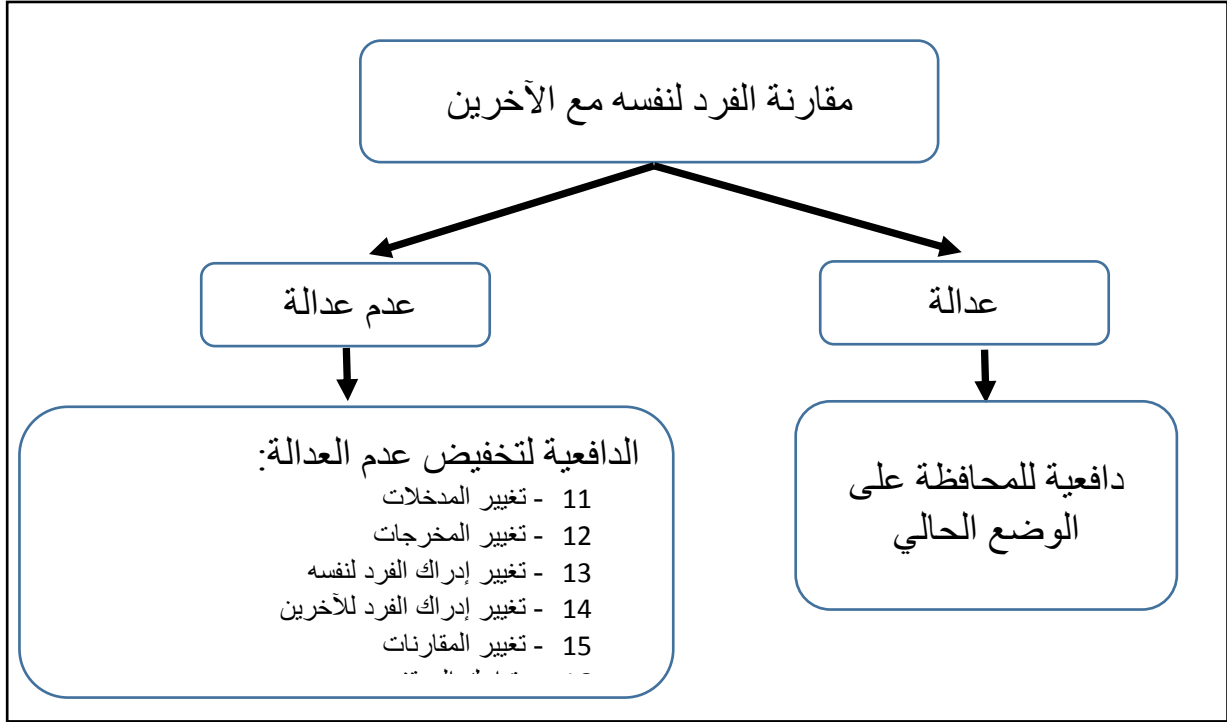 مقارنة الفرد لنفسه مع الآخرين
عدالة
عدم عدالة
دافعية للمحافظة على
الوضع الحالي
الدافعية لتخفيض عدم العدالة:
11 - تغيير المدخلات
12 - تغيير المخرجات
13 - تغيير إدراك الفرد لنفسه
14 - تغيير إدراك الفرد للآخرين
15 - تغيير المقارنات